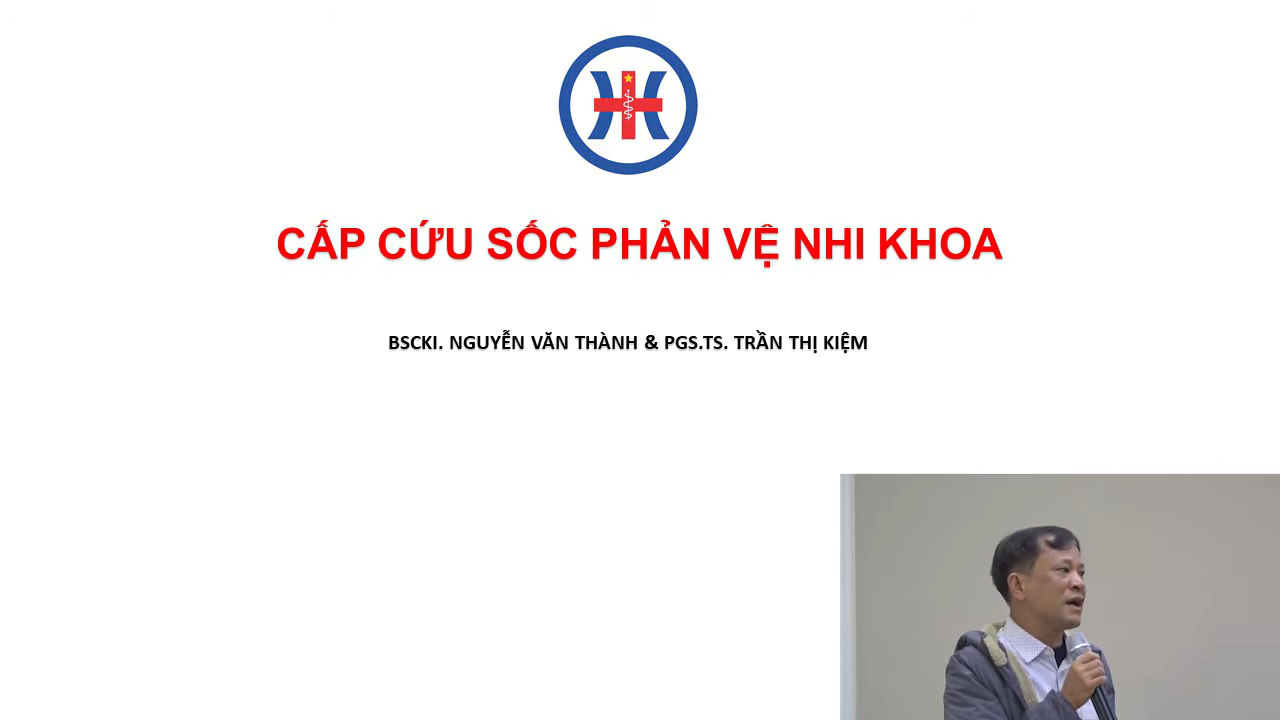 CẤP CỨU SỐC PHẢN VỆ NHI KHOA
BSCKI. NGUYỄN VĂN THÀNH & PGS.TS. TRẦN THỊ KIỆM